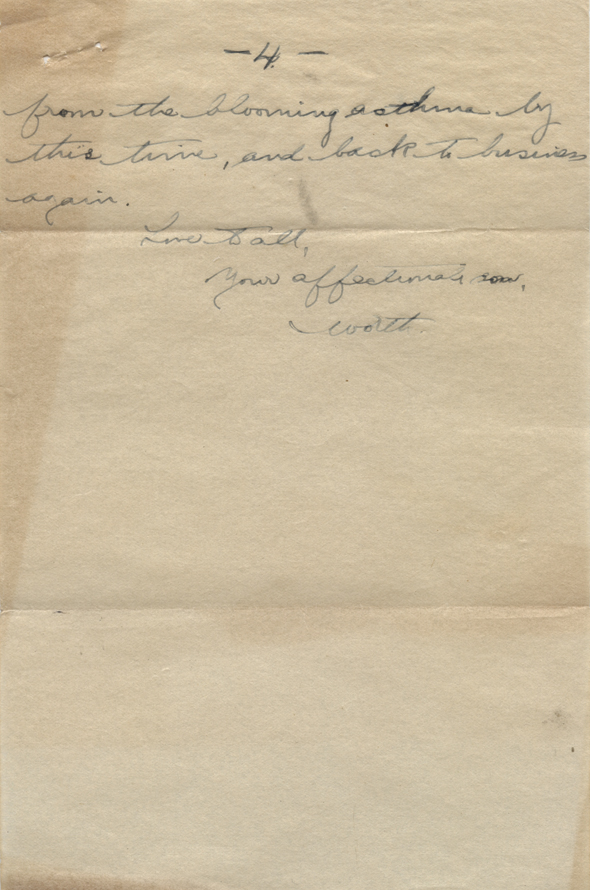 - 4 -
from the blooming asthma by
this time, and back to business
again.
Love to all,
Your affectionate son,
Worth.